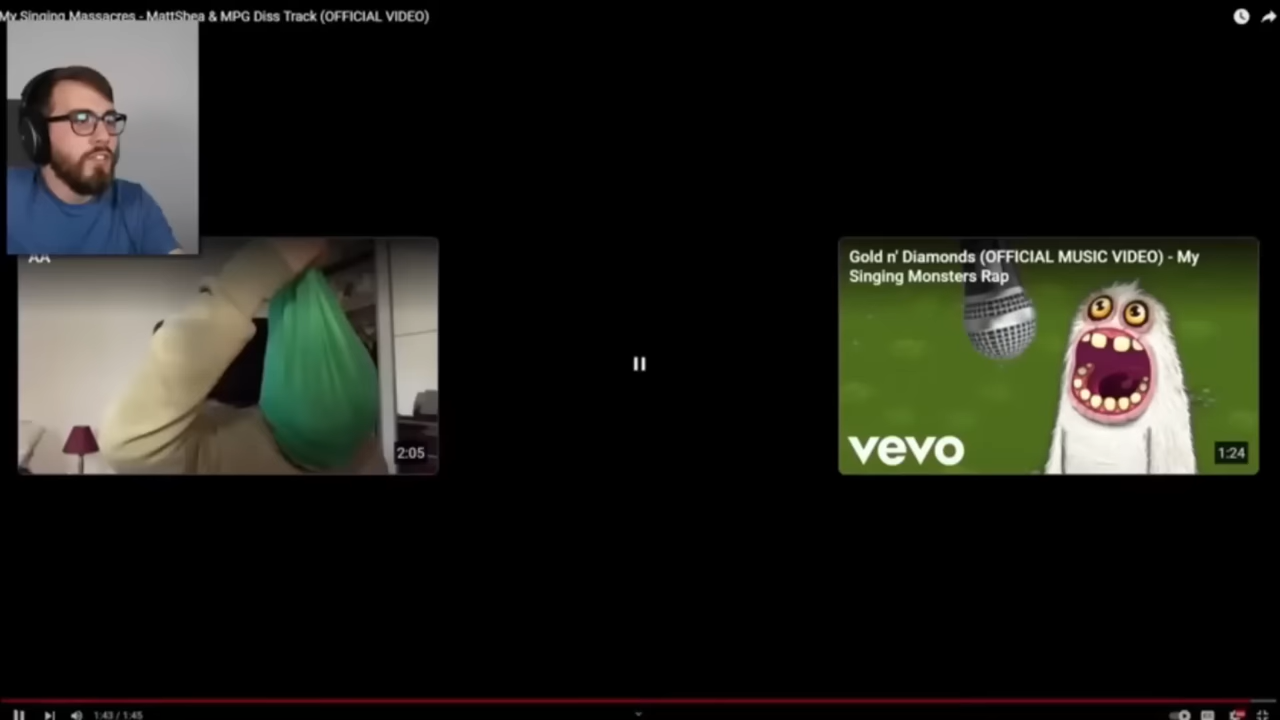 My Singing Massacres - MattShea & MPG Diss Track (OFFICIAL VIDEO)
AA
2:05
Gold n' Diamonds (OFFICIAL MUSIC VIDEO) - My
Singing Monsters Rap
vevo
1:24
1:43 / 1:45